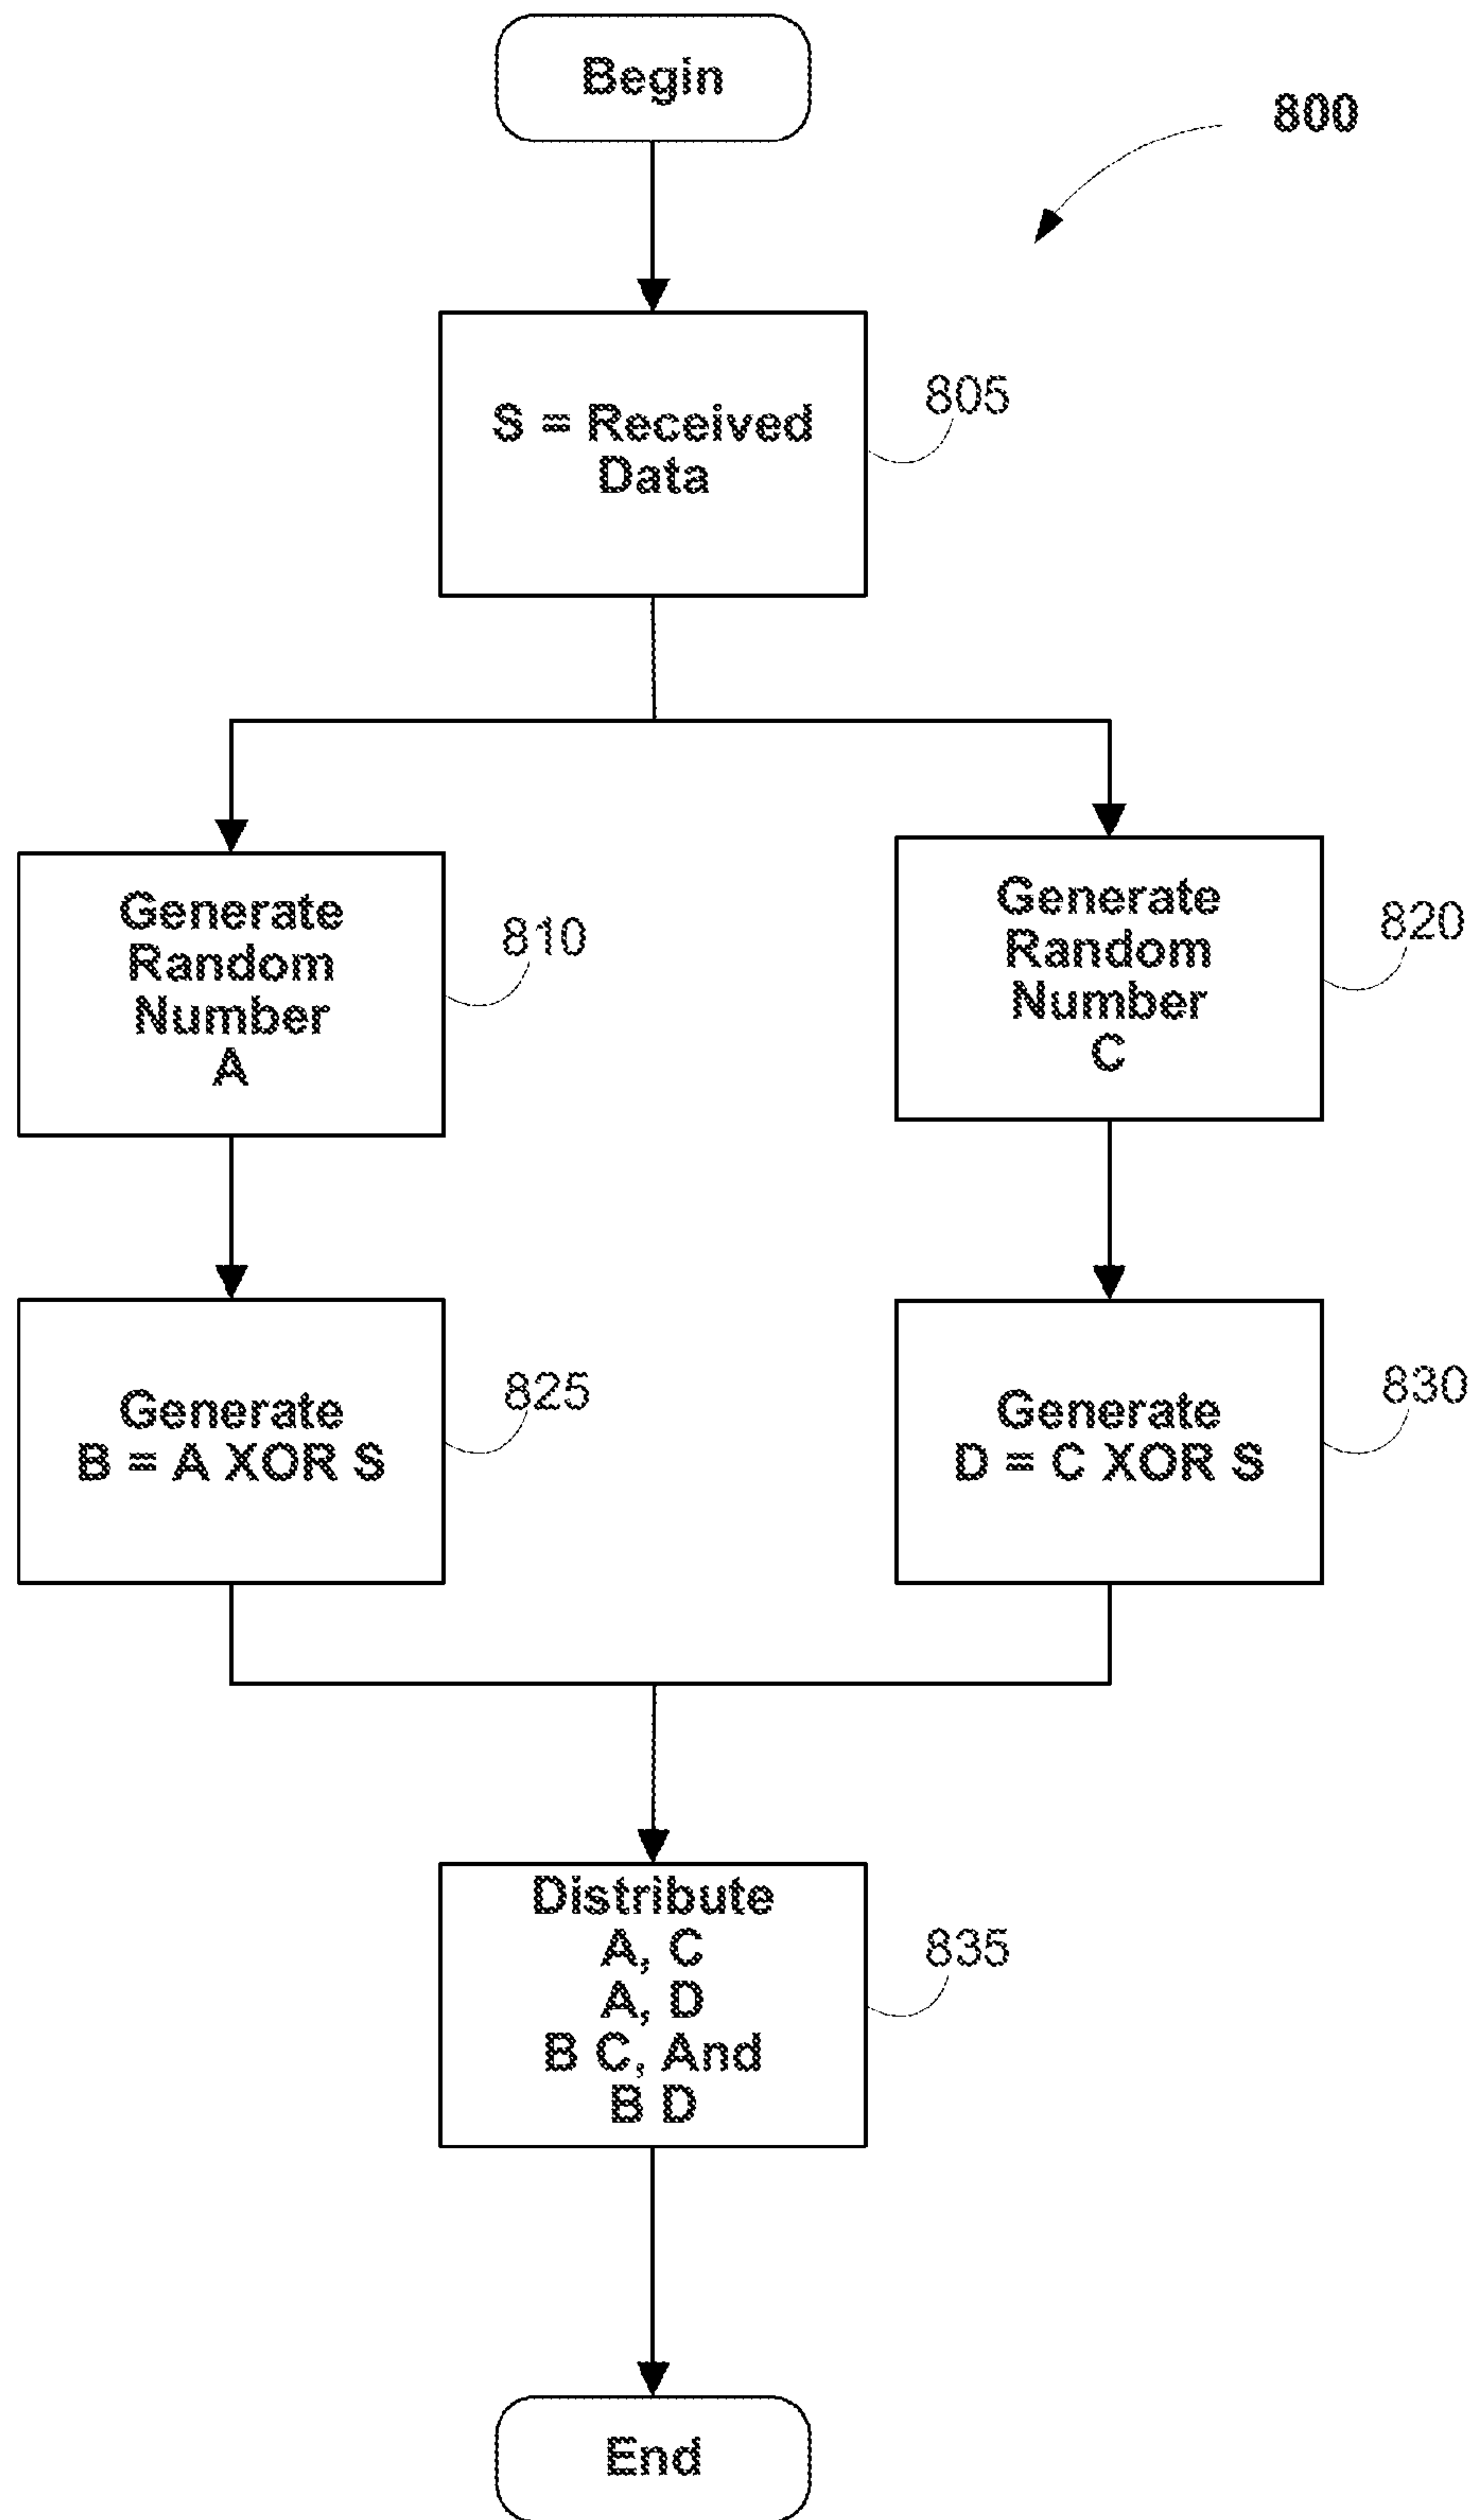 Begin
800
S = Received
Data
805
Generate
Random
Number
A
810
Generate
Random
Number
C
820
Generate
B = A XOR S
825
Generate
D = C XOR S
830
Distribute
A, C
A, D
B C, And
B D
835
End